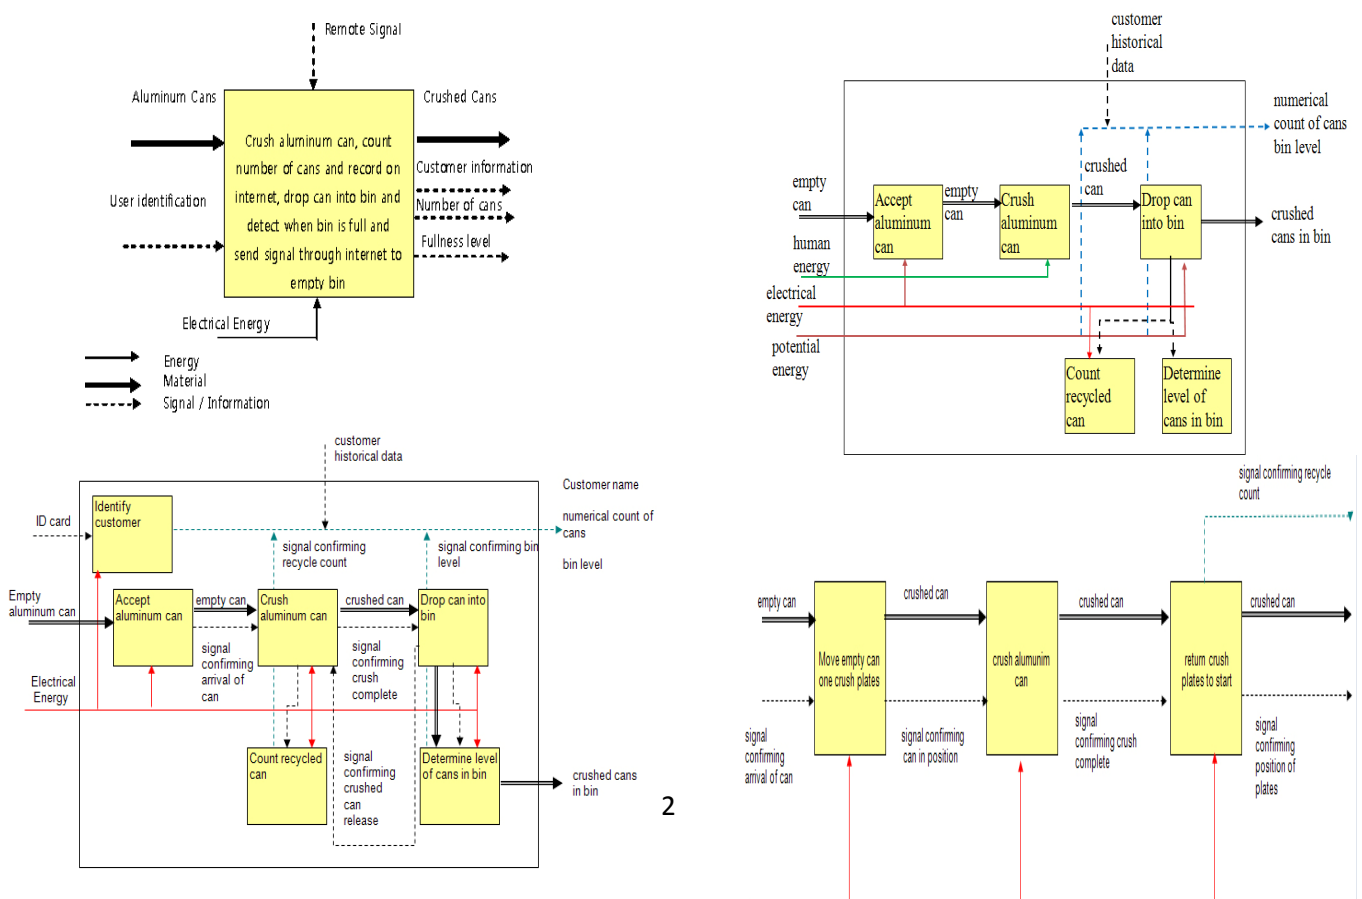 Remote Signal
Aluminum Cans
Crushed Cans
Crush aluminum can, count
number of cans and record on
internet, drop can into bin and
detect when bin is full and
send signal through internet to
empty bin
User identification
Customer information
Number of cans
Fullness level
Electrical Energy
Energy
Material
Signal / Information
customer
historical
data
numerical
count of cans
bin level
empty
can
Accept
aluminum
can
empty
can
Crush
aluminum
can
crushed
can
Drop can
into bin
crushed
cans in bin
human
energy
electrical
energy
potential
energy
Count
recycled
can
Determine
level of
cans in bin
customer
historical data
Identify
customer
ID card
Customer name
numerical count of
cans
bin level
signal confirming
recycle count
signal confirming bin
level
Empty
aluminum can
Accept
aluminum can
empty can
Crush
aluminum can
crushed can
Drop can into
bin
signal
confirming
arrival of
can
signal
confirming
crush
complete
Electrical
Energy
Count recycled
can
signal
confirming
crushed
can
release
Determine level
of cans in bin
crushed cans
in bin
2
signal confirming recycle
count
empty can
Move empty can
one crush plates
crushed can
crush alumunim
can
crushed can
return crush
plates to start
crushed can
signal
confirming
arrival of can
signal confirming
can in position
signal
confirming crush
complete
signal
confirming
position of
plates